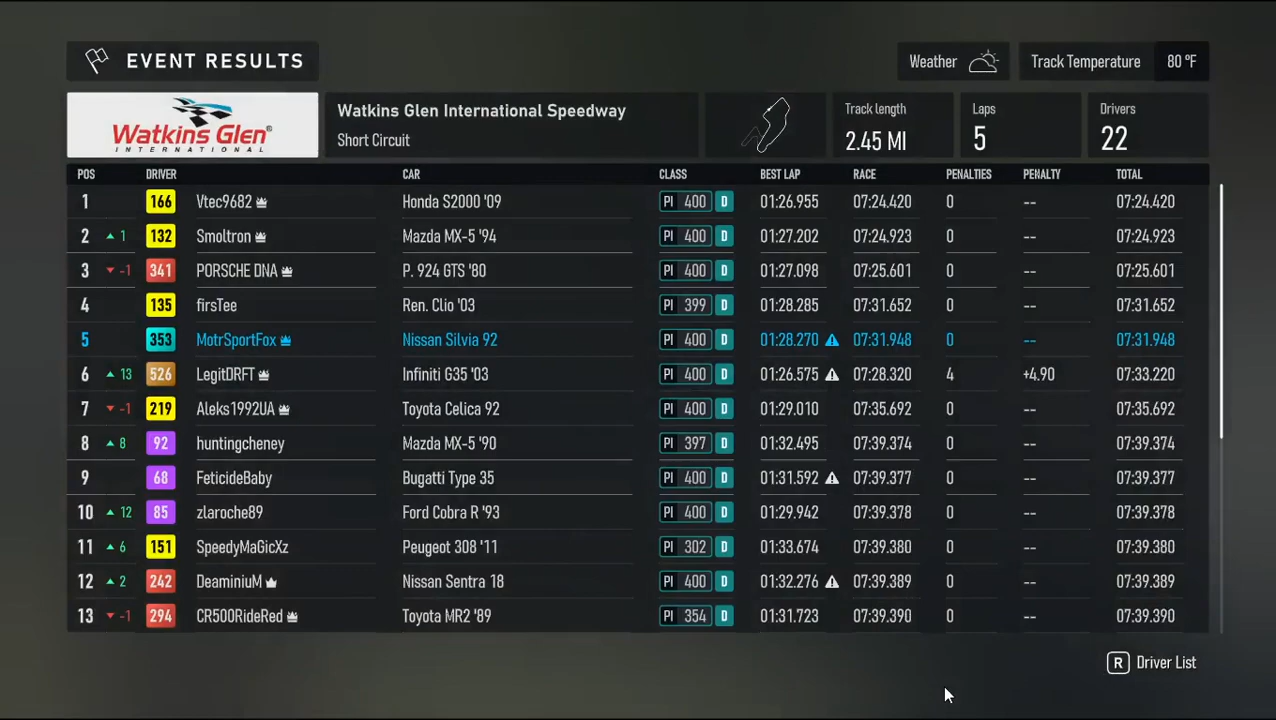 EVENT RESULTS
Weather Track Temperature 80 °F
Watkins Glen® INTERNATIONAL
Watkins Glen International Speedway
Short Circuit
Track length 2.45 MI
Laps 5
Drivers 22
POS DRIVER CAR CLASS BEST LAP RACE PENALTIES PENALTY TOTAL
1 166 Vtec9682 Honda S2000 '09 PI 400 D 01:26.955 07:24.420 0 -- 07:24.420
2 1 132 Smoltron Mazda MX-5 '94 PI 400 D 01:27.202 07:24.923 0 -- 07:24.923
3 -1 341 PORSCHE DNA P. 924 GTS '80 PI 400 D 01:27.098 07:25.601 0 -- 07:25.601
4 135 firsTee Ren. Clio '03 PI 399 D 01:28.285 07:31.652 0 -- 07:31.652
5 353 MotrSportFox Nissan Silvia 92 PI 400 D 01:28.270 07:31.948 0 -- 07:31.948
6 13 526 LegitDRFT Infiniti G35 '03 PI 400 D 01:26.575 07:28.320 4 +4.90 07:33.220
7 -1 219 Aleks1992UA Toyota Celica 92 PI 400 D 01:29.010 07:35.692 0 -- 07:35.692
8 8 92 huntingcheney Mazda MX-5 '90 PI 397 D 01:32.495 07:39.374 0 -- 07:39.374
9 68 FeticideBaby Bugatti Type 35 PI 400 D 01:31.592 07:39.377 0 -- 07:39.377
10 12 85 zlaroche89 Ford Cobra R '93 PI 400 D 01:29.942 07:39.378 0 -- 07:39.378
11 6 151 SpeedyMaGicXz Peugeot 308 '11 PI 302 D 01:33.674 07:39.380 0 -- 07:39.380
12 2 242 DeaminiuM Nissan Sentra 18 PI 400 D 01:32.276 07:39.389 0 -- 07:39.389
13 -1 294 CR500RideRed Toyota MR2 '89 PI 354 D 01:31.723 07:39.390 0 -- 07:39.390
R Driver List